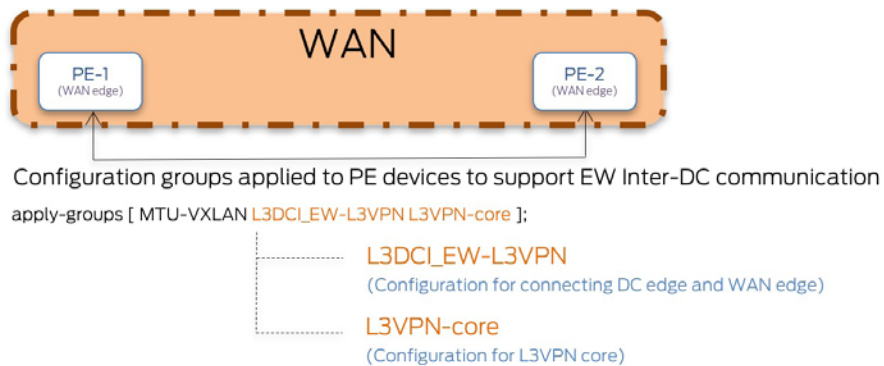 WAN
PE-1
(WAN edge)
PE-2
(WAN edge)
Configuration groups applied to PE devices to support EW Inter-DC communication
apply-groups [ MTU-VXLAN L3DCI_EW-L3VPN L3VPN-core ];
L3DCI_EW-L3VPN
(Configuration for connecting DC edge and WAN edge)
L3VPN-core
(Configuration for L3VPN core)